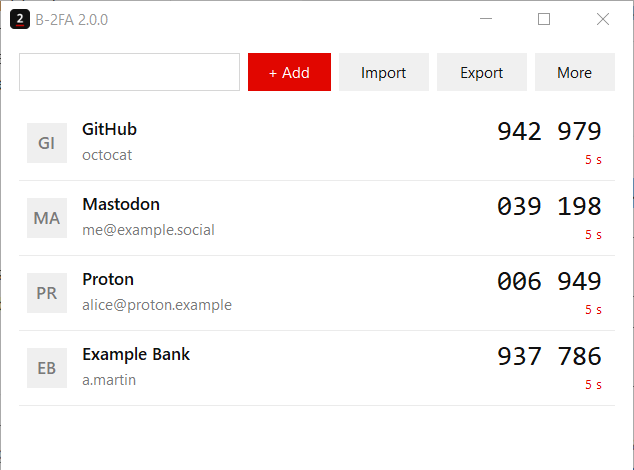 2 B-2FA 2.0.0
+ Add Import Export More
GI GitHub 942 979
octocat 5 s
MA Mastodon 039 198
me@example.social 5 s
PR Proton 006 949
alice@proton.example 5 s
EB Example Bank 937 786
a.martin 5 s